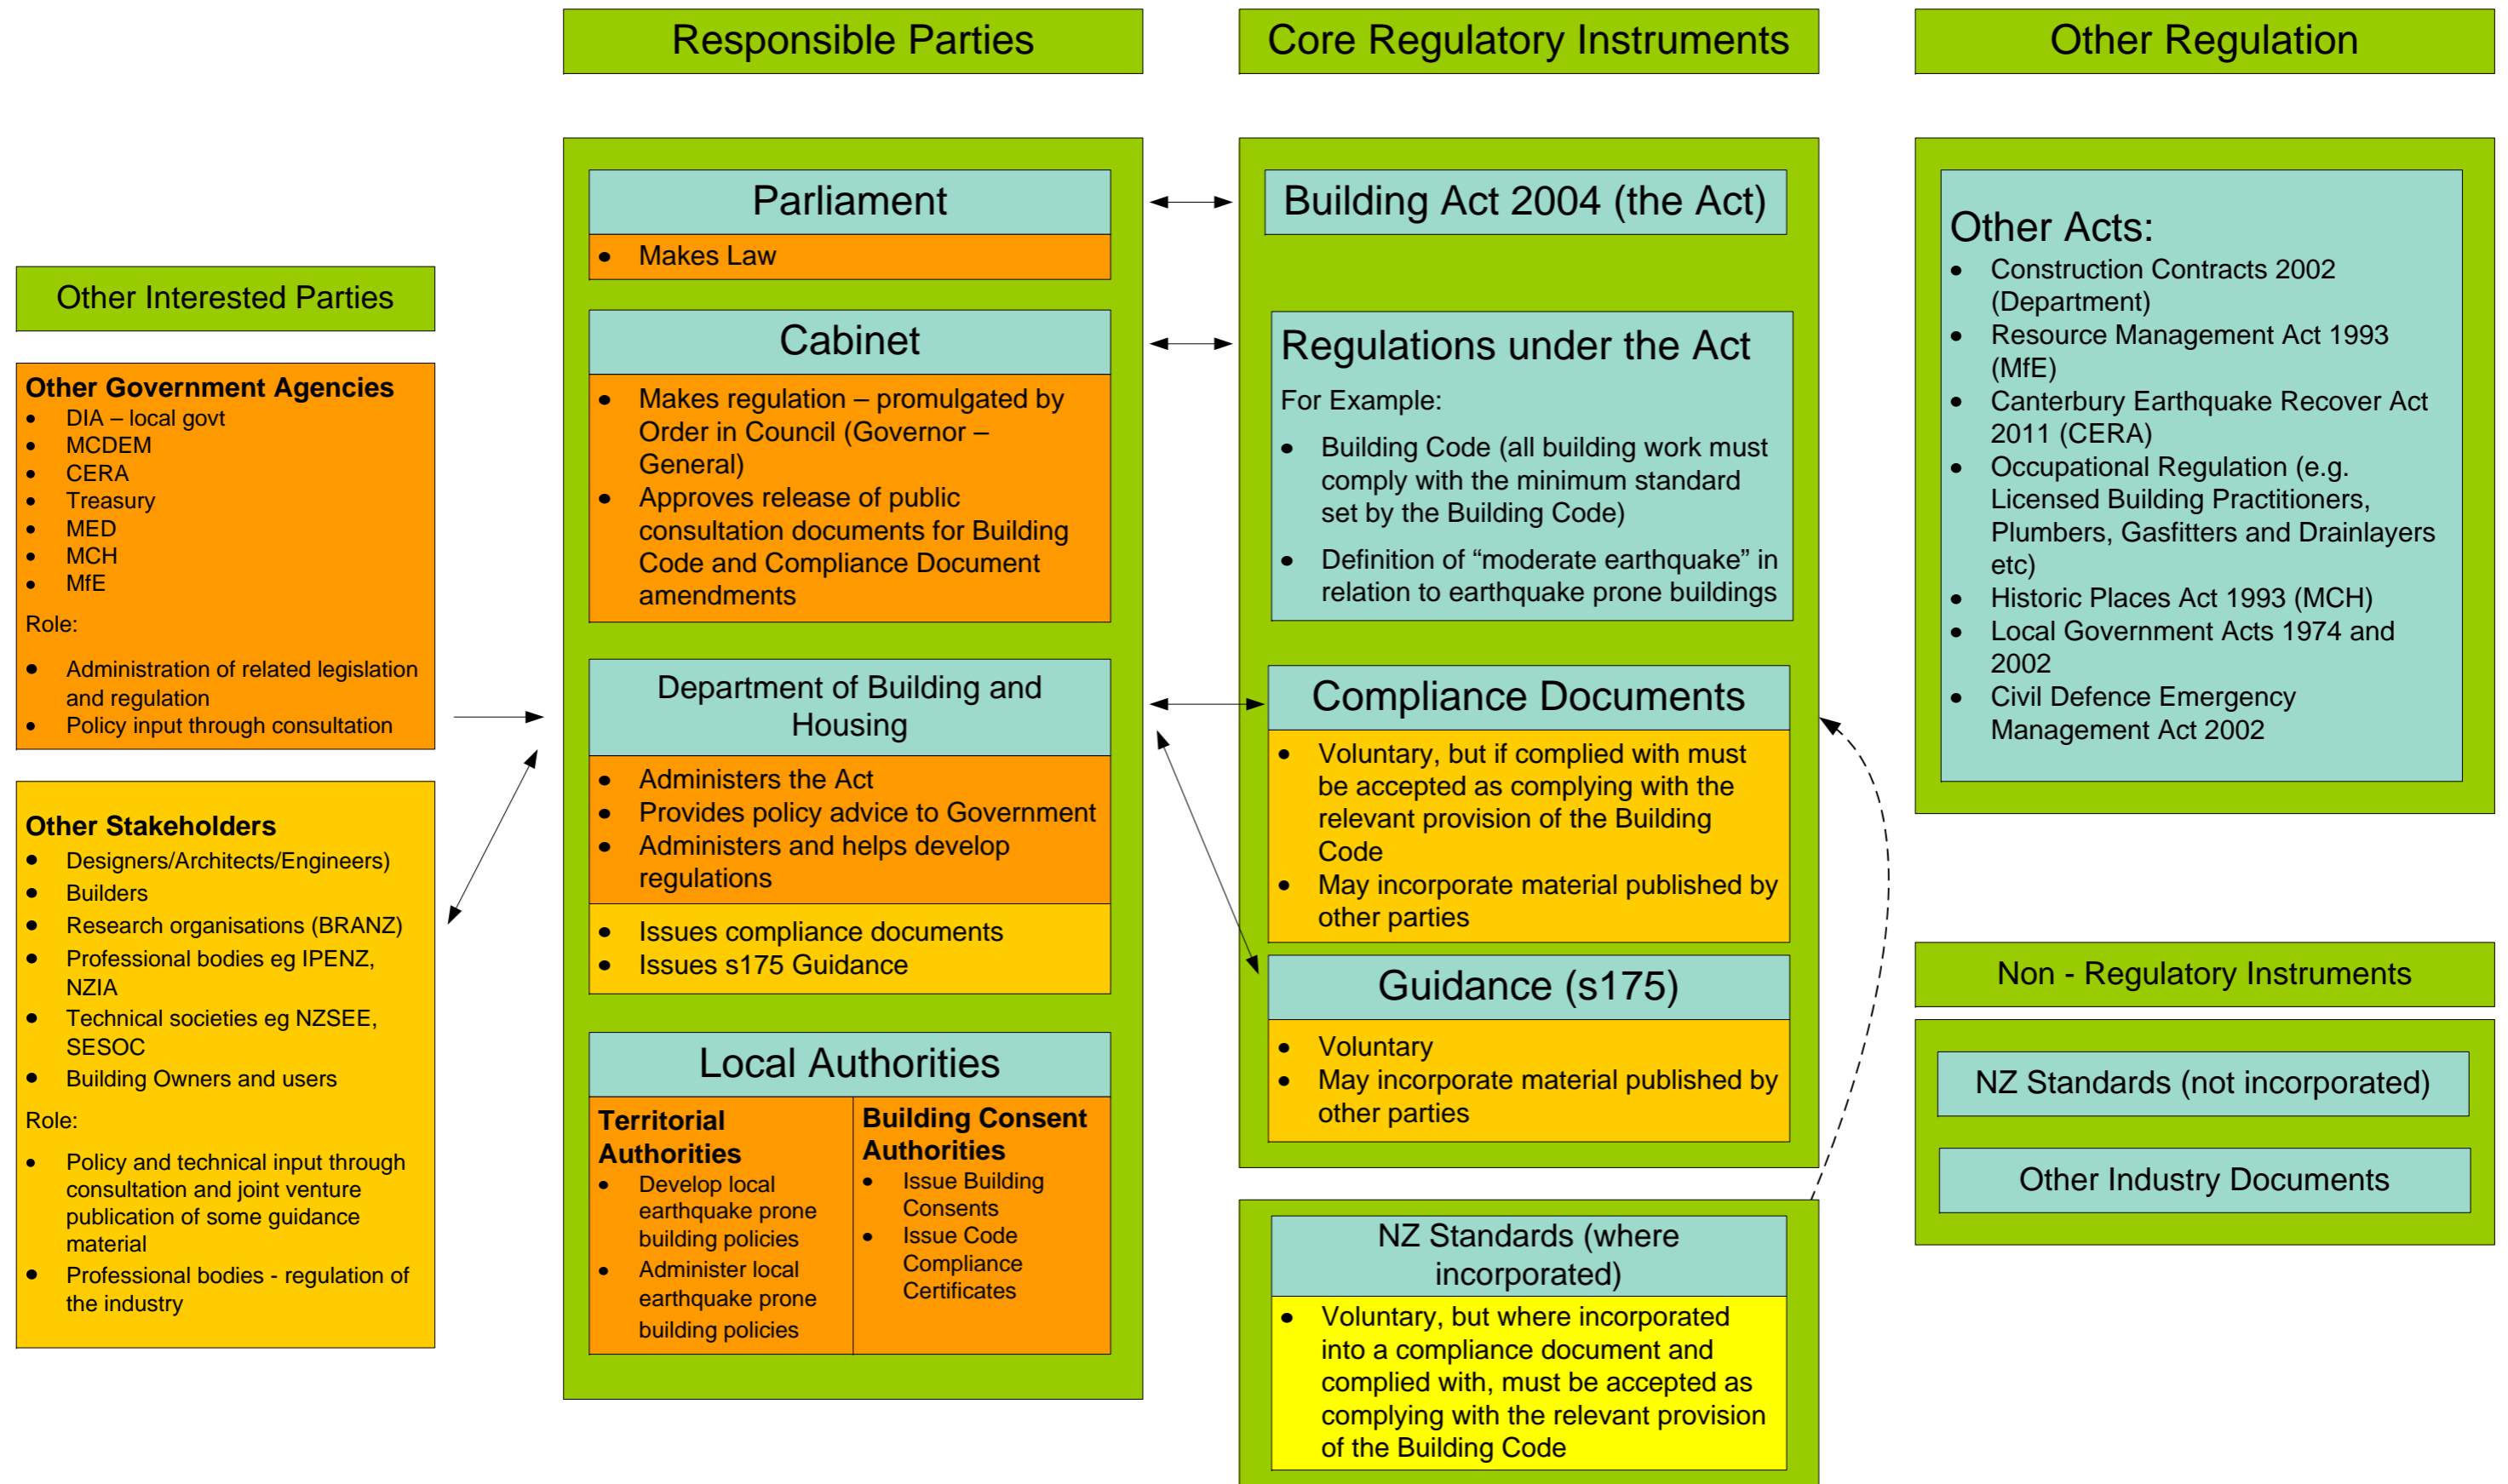 Responsible Parties
Core Regulatory Instruments
Other Regulation
Other Interested Parties
Other Government Agencies
• DIA – local govt
• MCDEM
• CERA
• Treasury
• MED
• MCH
• MfE
Role:
• Administration of related legislation
and regulation
• Policy input through consultation
Other Stakeholders
• Designers/Architects/Engineers)
• Builders
• Research organisations (BRANZ)
• Professional bodies eg IPENZ,
NZIA
• Technical societies eg NZSEE,
SESOC
• Building Owners and users
Role:
• Policy and technical input through
consultation and joint venture
publication of some guidance
material
• Professional bodies - regulation of
the industry
Parliament
• Makes Law
Cabinet
• Makes regulation – promulgated by
Order in Council (Governor –
General)
• Approves release of public
consultation documents for Building
Code and Compliance Document
amendments
Department of Building and
Housing
• Administers the Act
• Provides policy advice to Government
• Administers and helps develop
regulations
• Issues compliance documents
• Issues s175 Guidance
Local Authorities
Territorial
Authorities
• Develop local
earthquake prone
building policies
• Administer local
earthquake prone
building policies
Building Consent
Authorities
• Issue Building
Consents
• Issue Code
Compliance
Certificates
Building Act 2004 (the Act)
Regulations under the Act
For Example:
• Building Code (all building work must
comply with the minimum standard
set by the Building Code)
• Definition of “moderate earthquake” in
relation to earthquake prone buildings
Compliance Documents
• Voluntary, but if complied with must
be accepted as complying with the
relevant provision of the Building
Code
• May incorporate material published by
other parties
Guidance (s175)
• Voluntary
• May incorporate material published by
other parties
NZ Standards (where
incorporated)
• Voluntary, but where incorporated
into a compliance document and
complied with, must be accepted as
complying with the relevant provision
of the Building Code
Other Acts:
• Construction Contracts 2002
(Department)
• Resource Management Act 1993
(MfE)
• Canterbury Earthquake Recover Act
2011 (CERA)
• Occupational Regulation (e.g.
Licensed Building Practitioners,
Plumbers, Gasfitters and Drainlayers
etc)
• Historic Places Act 1993 (MCH)
• Local Government Acts 1974 and
2002
• Civil Defence Emergency
Management Act 2002
Non - Regulatory Instruments
NZ Standards (not incorporated)
Other Industry Documents